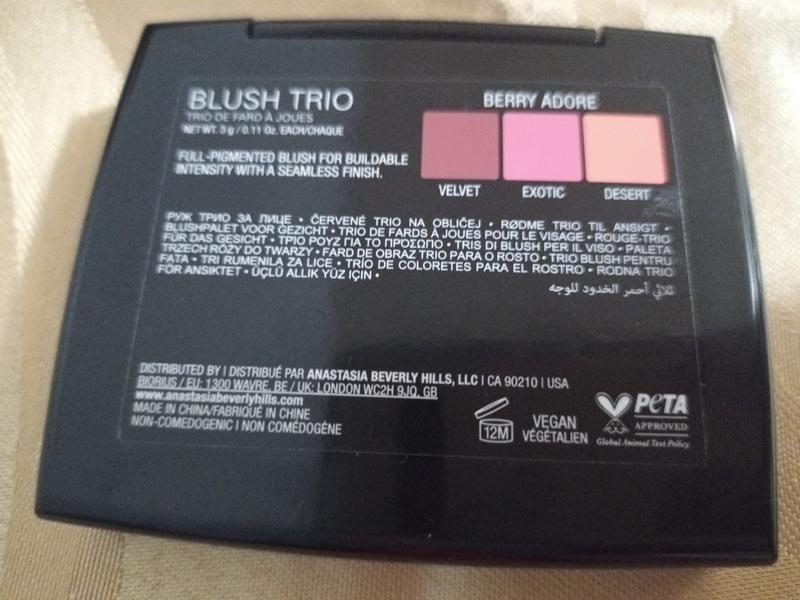 BLUSH TRIO
TRIO DE FARD À JOUES
NET WT. 3 g / 0.11 Oz. EACH/CHAQUE
FULL-PIGMENTED BLUSH FOR BUILDABLE
INTENSITY WITH A SEAMLESS FINISH.
BERRY ADORE
VELVET EXOTIC DESERT
РУЖ ТРИО ЗА ЛИЦЕ • ČERVENÉ TRIO NA OBLIČEJ • RØDME TRIO TIL ANSIGT •
BLUSHPALET VOOR GEZICHT • TRIO DE FARDS À JOUES POUR LE VISAGE • ROUGE-TRIO
FÜR DAS GESICHT • ΤΡΙΟ ΡΟΥΖ ΓΙΑ ΤΟ ΠΡΟΣΩΠΟ • TRIS DI BLUSH PER IL VISO • PALETA
TRZECH RÓŻY DO TWARZY • FARD DE OBRAZ TRIO PARA O ROSTO • TRIO BLUSH PENTRU
FATA • TRI RUMENILA ZA LICE • TRÍO DE COLORETES PARA EL ROSTRO • RODNA TRIO
FÖR ANSIKTET • ÜÇLÜ ALLIK YÜZ IÇIN •
ثلاثي أحمر الخدود للوجه
DISTRIBUTED BY | DISTRIBUÉ PAR ANASTASIA BEVERLY HILLS, LLC | CA 90210 | USA
BIORIUS / EU: 1300 WAVRE, BE / UK: LONDON WC2H 9JQ, GB
www.anastasiabeverlyhills.com
MADE IN CHINA/FABRIQUÉ IN CHINE
NON-COMEDOGENIC | NON COMÉDOGÈNE
12M
VEGAN
VÉGÉTALIEN
PeTA
APPROVED
Global Animal Test Policy